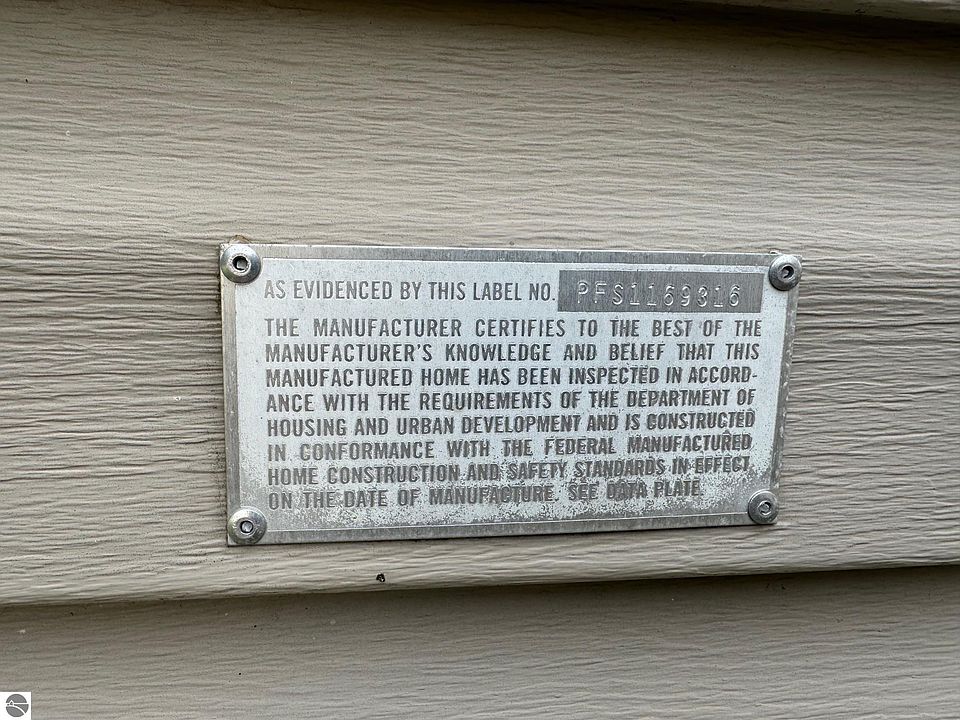 AS EVIDENCED BY THIS LABEL NO. PFS1169316
THE MANUFACTURER CERTIFIES TO THE BEST OF THE
MANUFACTURER'S KNOWLEDGE AND BELIEF THAT THIS
MANUFACTURED HOME HAS BEEN INSPECTED IN ACCORD-
ANCE WITH THE REQUIREMENTS OF THE DEPARTMENT OF
HOUSING AND URBAN DEVELOPMENT AND IS CONSTRUCTED
IN CONFORMANCE WITH THE FEDERAL MANUFACTURED
HOME CONSTRUCTION AND SAFETY STANDARDS IN EFFECT
ON THE DATE OF MANUFACTURE. SEE DATA PLATE.